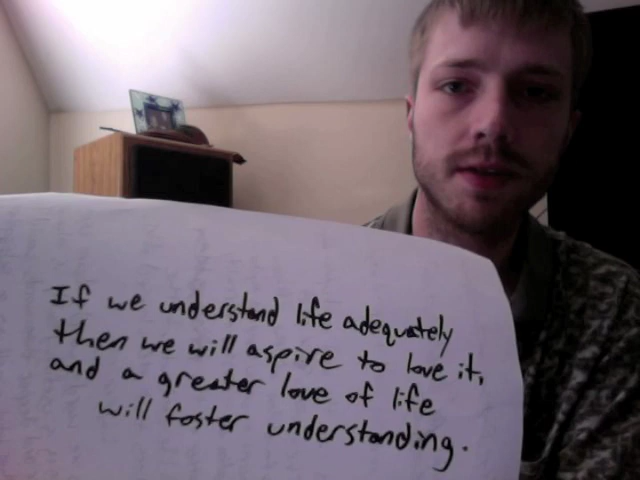 If we understand life adequately
then we will aspire to love it,
and a greater love of life
will foster understanding.